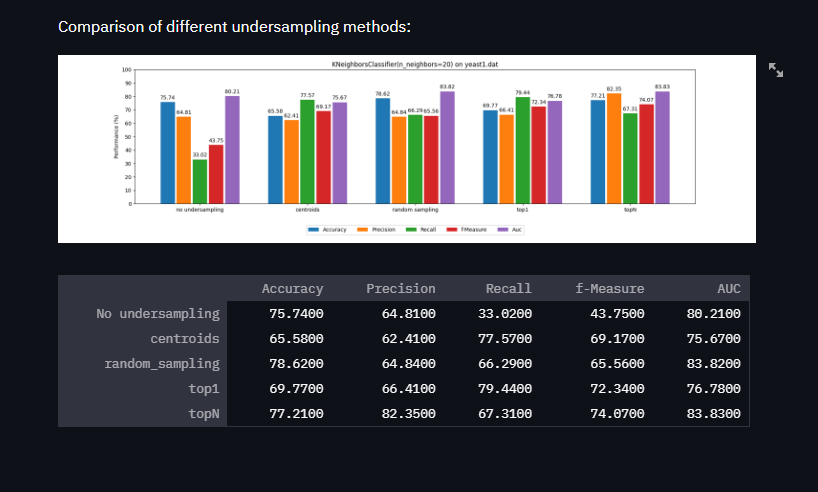 Comparison of different undersampling methods:
KNeighborsClassifier(n_neighbors=20) on yeast1.dat
Performance (%)
100
90
80
70
60
50
40
30
20
10
0
75.74 64.81 33.02 43.75 80.21
65.58 62.41 77.57 69.17 75.67
78.62 64.84 66.29 65.56 83.82
69.77 66.41 79.44 72.34 76.78
77.21 82.35 67.31 74.07 83.83
no undersampling centroids random sampling top1 topN
Accuracy Precision Recall fMeasure Auc
Accuracy Precision Recall f-Measure AUC
No undersampling 75.7400 64.8100 33.0200 43.7500 80.2100
centroids 65.5800 62.4100 77.5700 69.1700 75.6700
random_sampling 78.6200 64.8400 66.2900 65.5600 83.8200
top1 69.7700 66.4100 79.4400 72.3400 76.7800
topN 77.2100 82.3500 67.3100 74.0700 83.8300